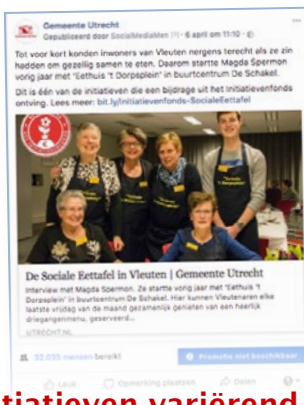 Gemeente Utrecht
Gepubliceerd door SocialMediaMen [?] · 6 april om 11:10 ·
Tot voor kort konden inwoners van Vleuten nergens terecht als ze zin
hadden om gezellig samen te eten. Daarom startte Magda Spermon
vorig jaar met "Eethuis 't Dorpsplein" in buurtcentrum De Schakel.
Dit is één van de initiatieven die een bijdrage uit het Initiatievenfonds
ontving. Lees meer: bit.ly/Initiatievenfonds-SocialeEettafel
De Sociale Eettafel in Vleuten | Gemeente Utrecht
Interview met Magda Spermon. Ze startte vorig jaar met "Eethuis 't
Dorpsplein" in buurtcentrum De Schakel. Hier kunnen Vleutenaren elke
laatste vrijdag van de maand gezamenlijk genieten van een heerlijk
driegangenmenu, geserveerd...
UTRECHT.NL
mensen bereikt
Promotie niet beschikbaar
Leuk
Opmerking plaatsen
Delen
tiatieven variërend